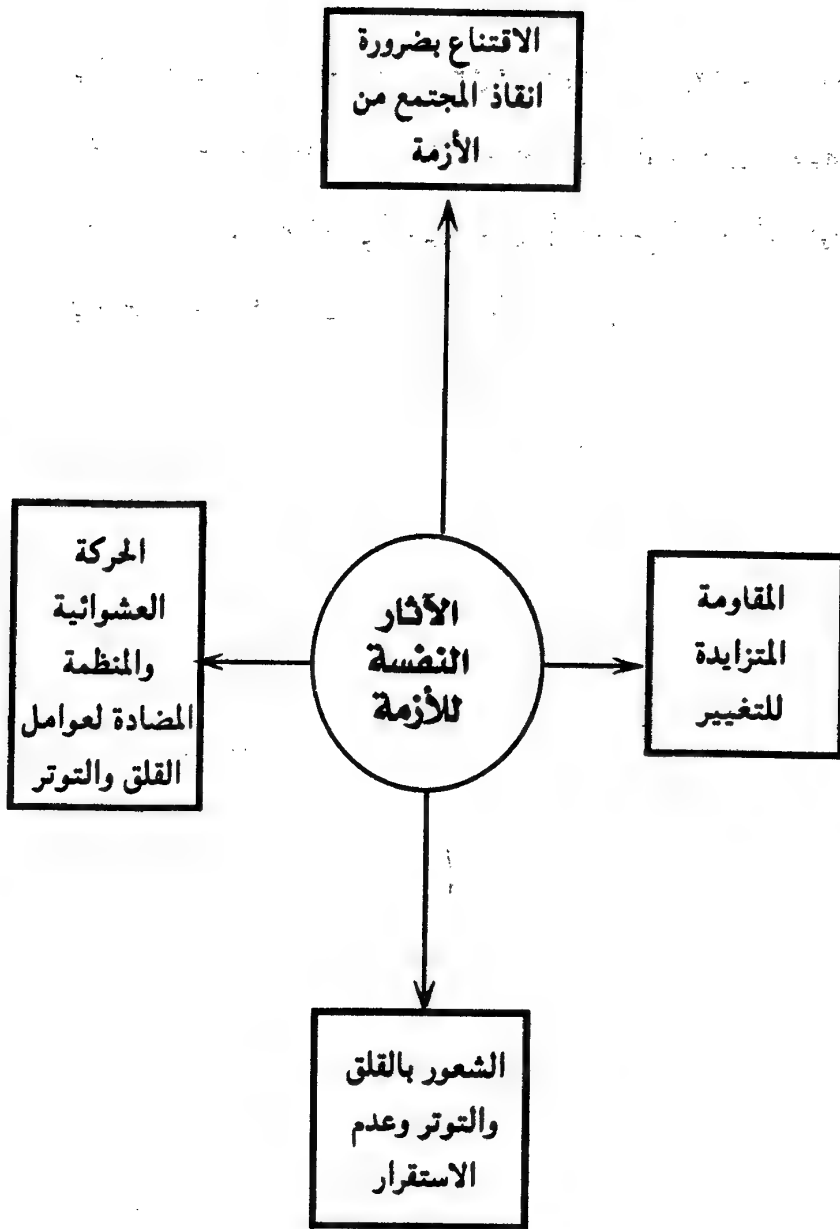 الاقتناع بضرورة
انقاذ المجتمع من
الأزمة
المقاومة
المتزايدة
للتغيير
الآثار
النفسة
للأزمة
الحركة
العشوائية
والمنظمة
المضادة لعوامل
القلق والتوتر
الشعور بالقلق
والتوتر وعدم
الاستقرار